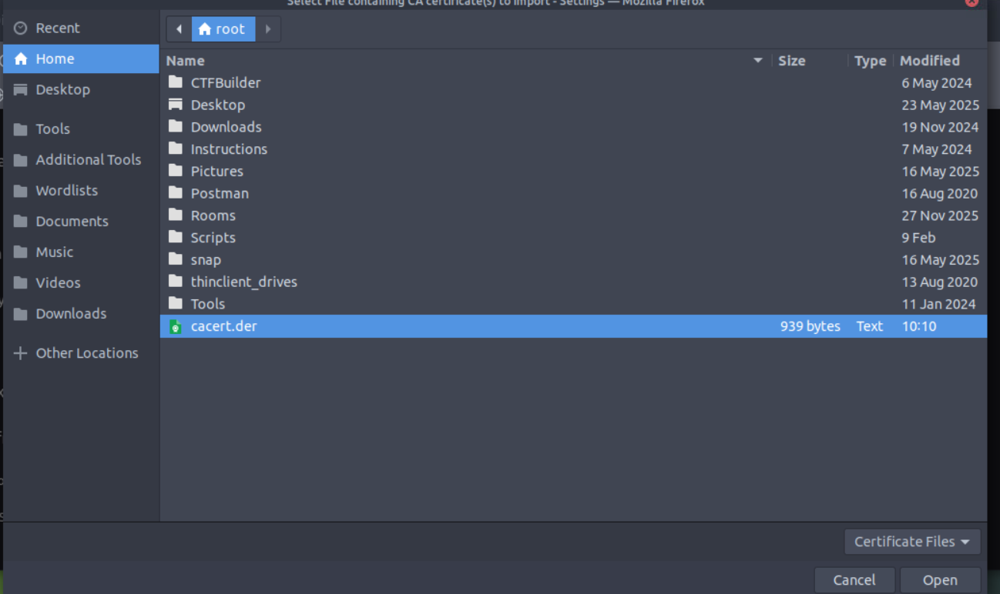 Select File containing CA certificate(s) to import - Settings — Mozilla Firefox
Recent
Home
Desktop
Tools
Additional Tools
Wordlists
Documents
Music
Videos
Downloads
Other Locations
root
Name Size Type Modified
CTFBuilder 6 May 2024
Desktop 23 May 2025
Downloads 19 Nov 2024
Instructions 7 May 2024
Pictures 16 May 2025
Postman 16 Aug 2020
Rooms 27 Nov 2025
Scripts 9 Feb
snap 16 May 2025
thinclient_drives 13 Aug 2020
Tools 11 Jan 2024
cacert.der 939 bytes Text 10:10
Certificate Files
Cancel Open